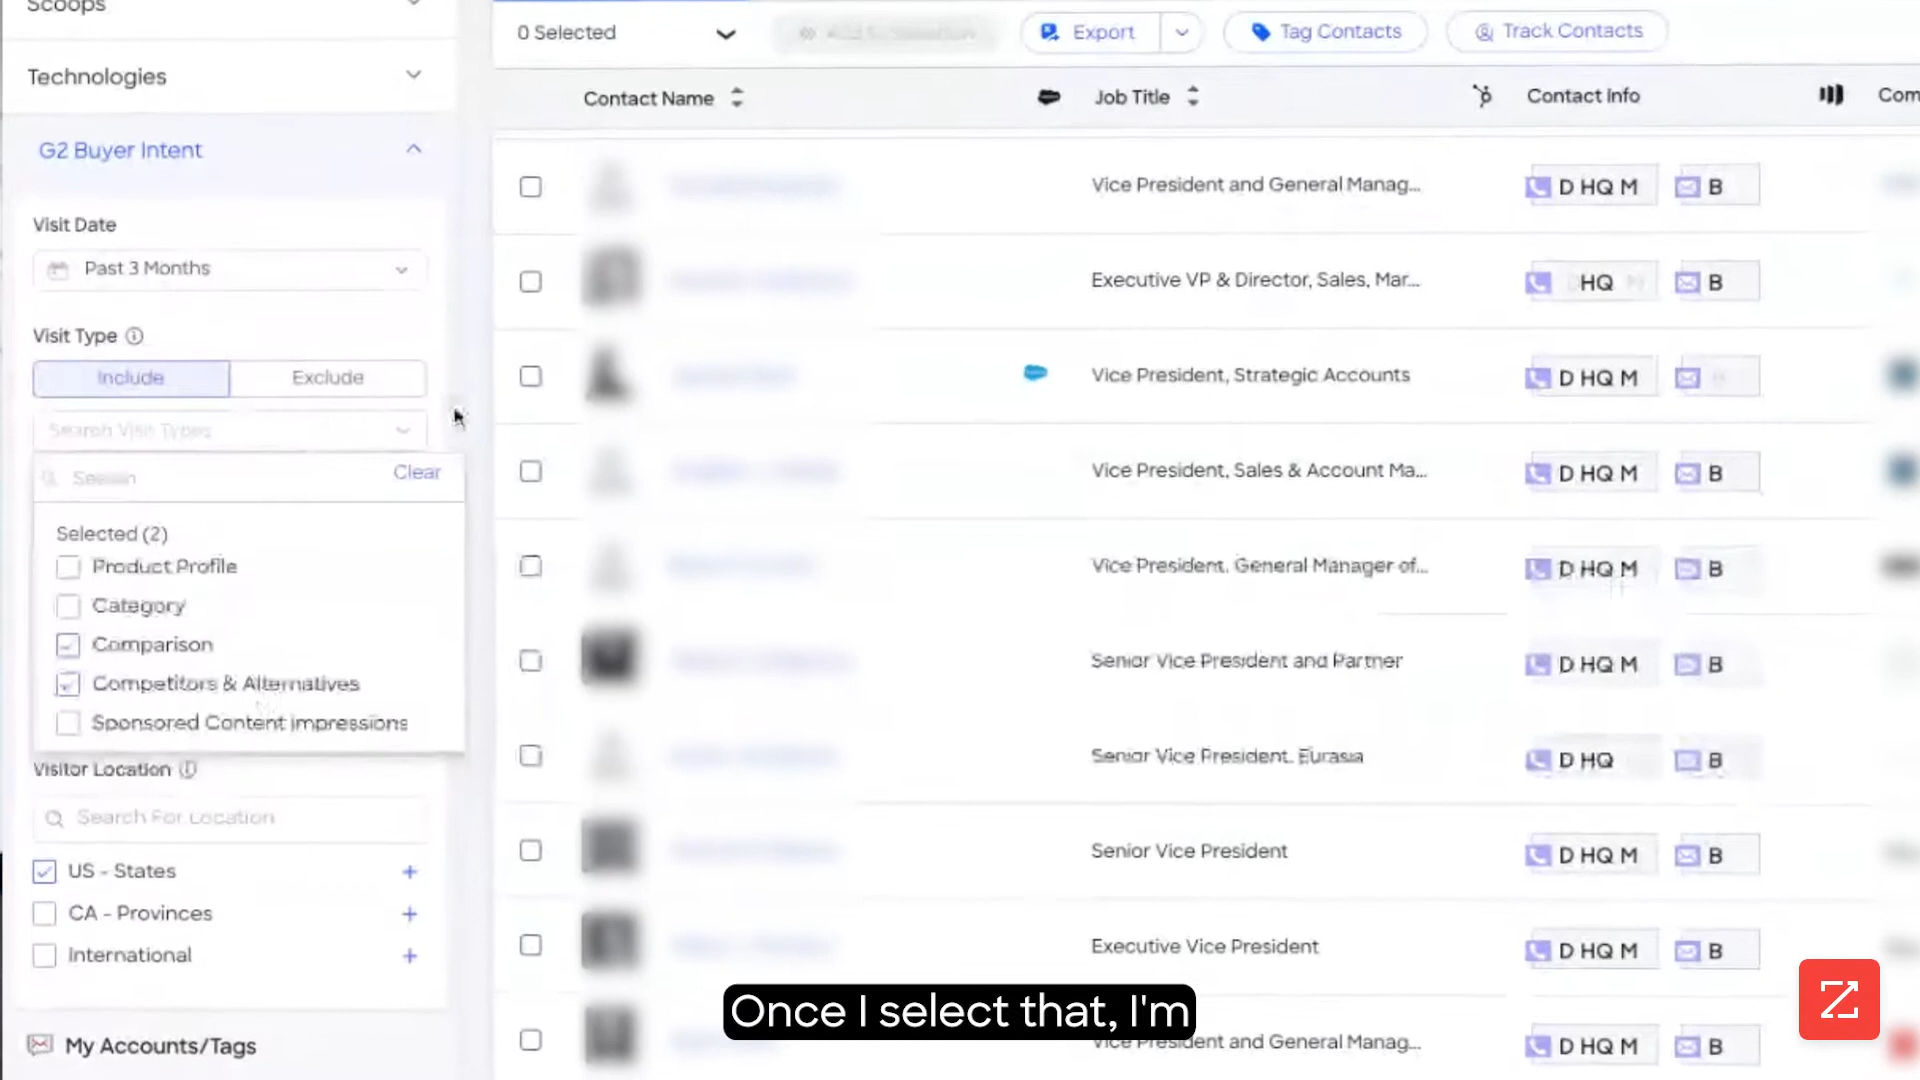 Scoops
Technologies
G2 Buyer Intent
Visit Date
Past 3 Months
Visit Type
Include
Exclude
Search Visit Types
Search
Clear
Selected (2)
Product Profile
Category
Comparison
Competitors & Alternatives
Sponsored Content Impressions
Visitor Location
Search For Location
US - States
CA - Provinces
International
My Accounts/Tags
0 Selected
Export
Tag Contacts
Track Contacts
Contact Name
Job Title
Contact Info
Com
Vice President and General Manag...
D HQ M
B
Executive VP & Director, Sales, Mar...
HQ
B
Vice President, Strategic Accounts
D HQ M
Vice President, Sales & Account Ma...
D HQ M
B
Vice President, General Manager of...
D HQ M
B
Senior Vice President and Partner
D HQ M
B
Senior Vice President, Eurasia
D HQ
B
Senior Vice President
D HQ M
B
Executive Vice President
D HQ M
B
Vice President and General Manag...
D HQ M
B
Once I select that, I'm